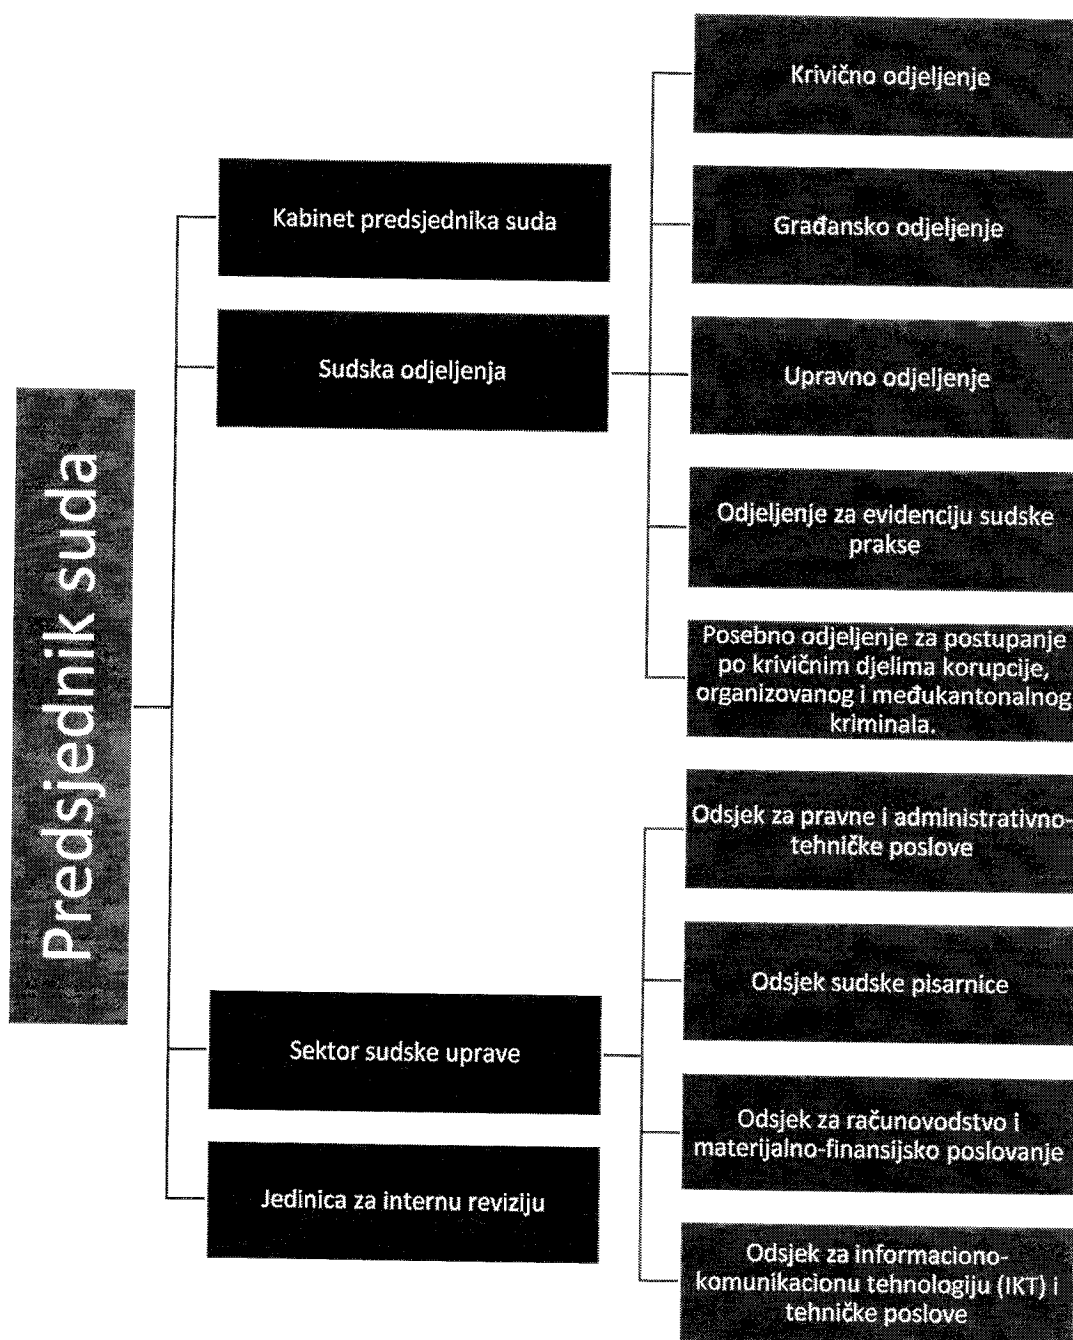 Predsjednik suda
Kabinet predsjednika suda
Sudska odjeljenja
Krivično odjeljenje
Građansko odjeljenje
Upravno odjeljenje
Odjeljenje za evidenciju sudske
prakse
Posebno odjeljenje za postupanje
po krivičnim djelima korupcije,
organizovanog i međukantonalnog
kriminala.
Sektor sudske uprave
Odsjek za pravne i administrativno-
tehničke poslove
Odsjek sudske pisarnice
Odsjek za računovodstvo i
materijalno-finansijsko poslovanje
Odsjek za informaciono-
komunikacionu tehnologiju (IKT) i
tehničke poslove
Jedinica za internu reviziju